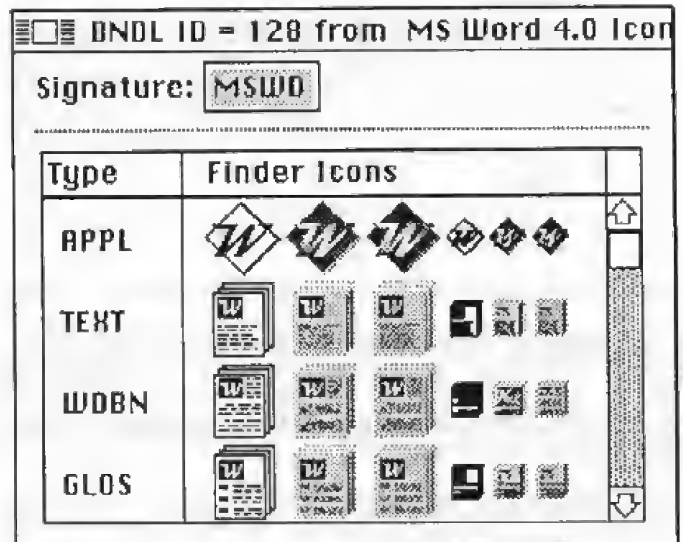 BNDL ID = 128 from MS Word 4.0 Icon
Signature: MSWD
Type Finder Icons
APPL
TEXT
WDBN
GLOS